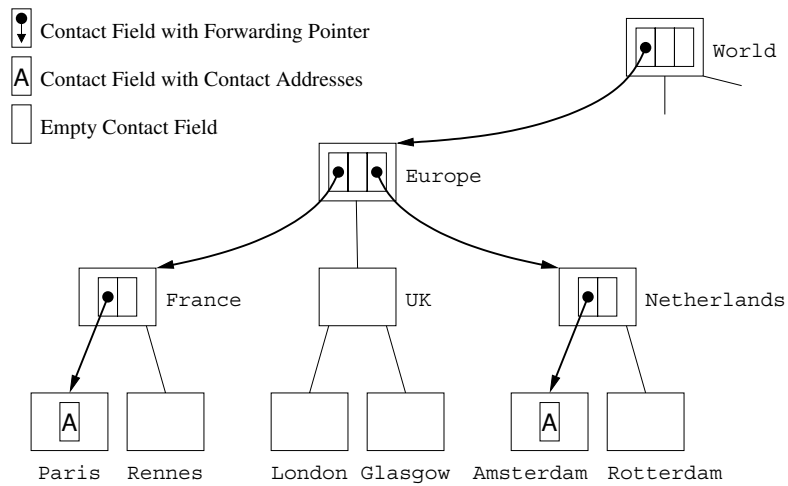 Contact Field with Forwarding Pointer
A Contact Field with Contact Addresses
Empty Contact Field
World
Europe
France
UK
Netherlands
A
A
Paris Rennes London Glasgow Amsterdam Rotterdam